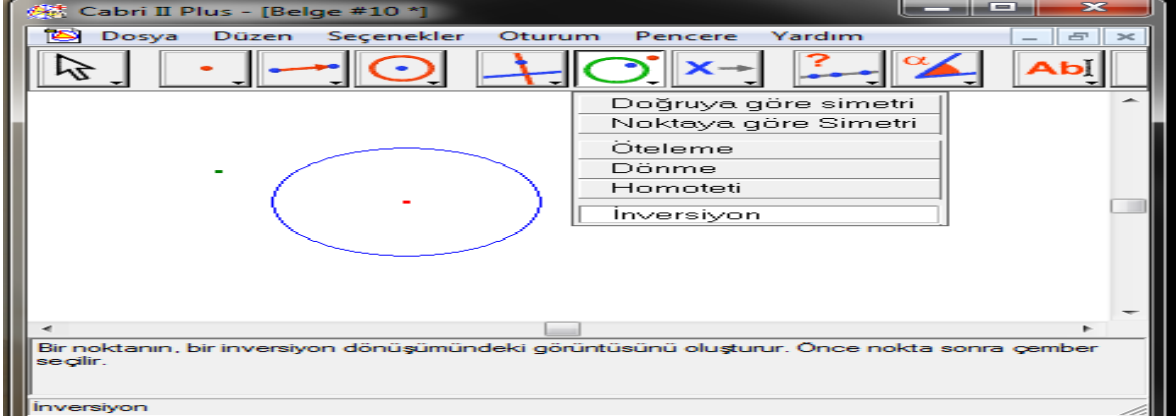 Cabri II Plus - [Belge #10 *]
Dosya Düzen Seçenekler Oturum Pencere Yardım
X ? α Ab
Doğruya göre simetri
Noktaya göre Simetri
Öteleme
Dönme
Homoteti
İnversiyon
Bir noktanın, bir inversiyon dönüşümündeki görüntüsünü oluşturur. Önce nokta sonra çember
seçilir.
İnversiyon